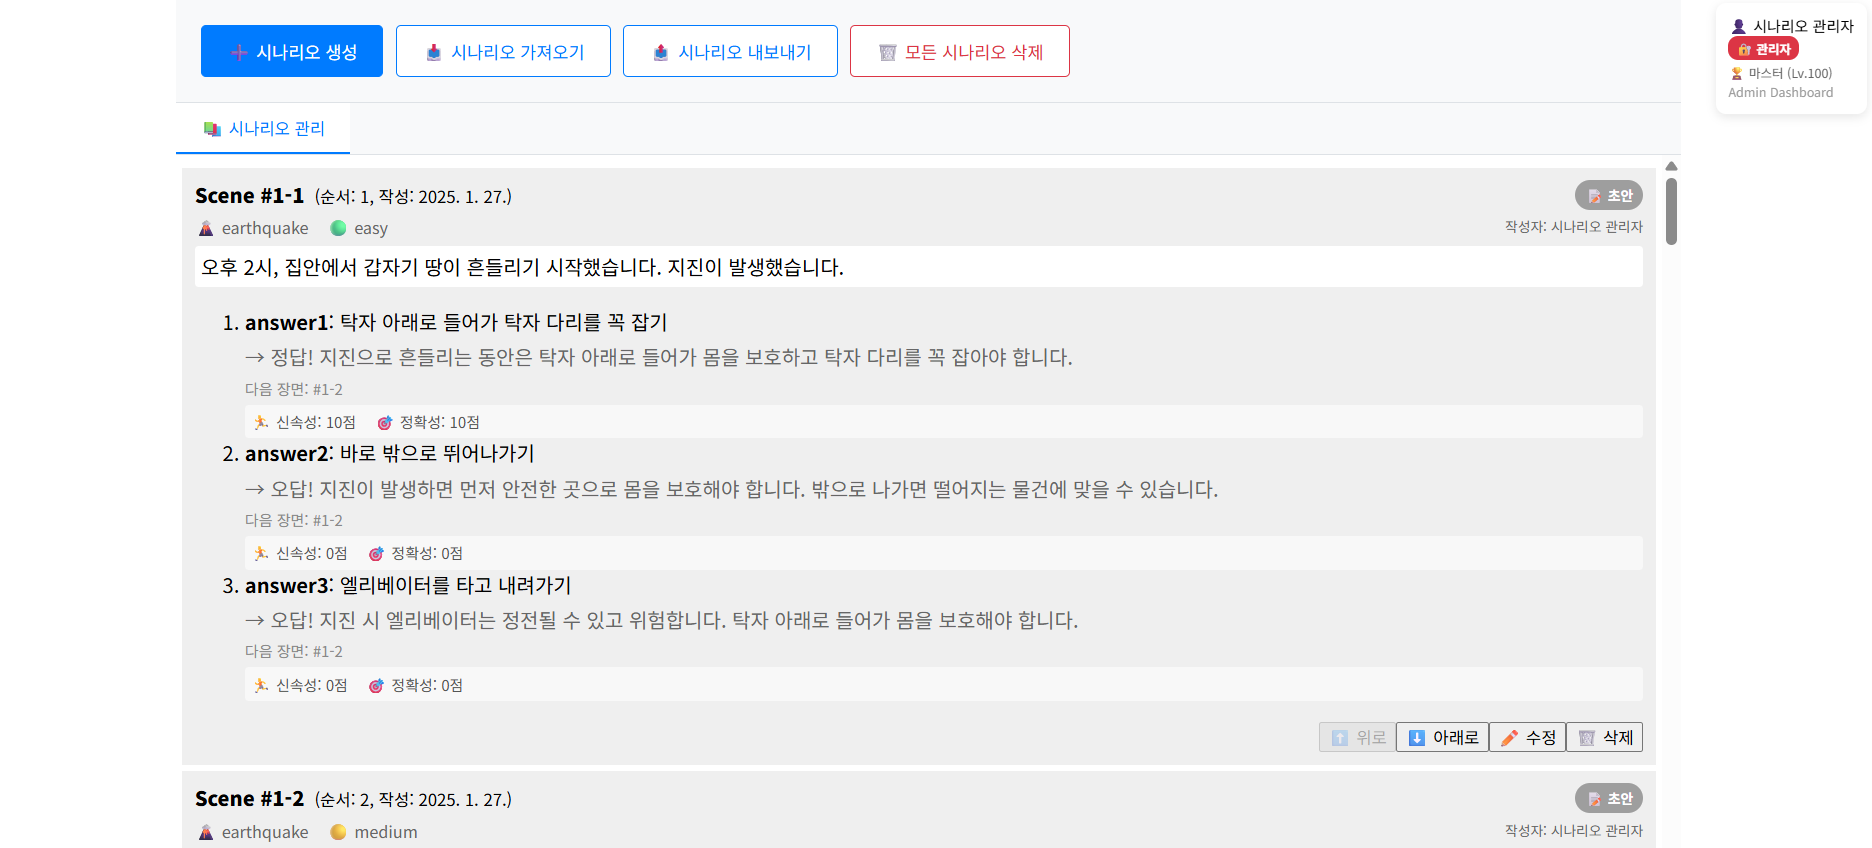 시나리오 생성
시나리오 가져오기
시나리오 내보내기
모든 시나리오 삭제
시나리오 관리자
관리자
마스터 (Lv.100)
Admin Dashboard
시나리오 관리
Scene #1-1 (순서: 1, 작성: 2025. 1. 27.)
초안
earthquake easy
작성자: 시나리오 관리자
오후 2시, 집안에서 갑자기 땅이 흔들리기 시작했습니다. 지진이 발생했습니다.
1. answer1: 탁자 아래로 들어가 탁자 다리를 꼭 잡기
→ 정답! 지진으로 흔들리는 동안은 탁자 아래로 들어가 몸을 보호하고 탁자 다리를 꼭 잡아야 합니다.
다음 장면: #1-2
신속성: 10점 정확성: 10점
2. answer2: 바로 밖으로 뛰어나가기
→ 오답! 지진이 발생하면 먼저 안전한 곳으로 몸을 보호해야 합니다. 밖으로 나가면 떨어지는 물건에 맞을 수 있습니다.
다음 장면: #1-2
신속성: 0점 정확성: 0점
3. answer3: 엘리베이터를 타고 내려가기
→ 오답! 지진 시 엘리베이터는 정전될 수 있고 위험합니다. 탁자 아래로 들어가 몸을 보호해야 합니다.
다음 장면: #1-2
신속성: 0점 정확성: 0점
위로 아래로 수정 삭제
Scene #1-2 (순서: 2, 작성: 2025. 1. 27.)
초안
earthquake medium
작성자: 시나리오 관리자